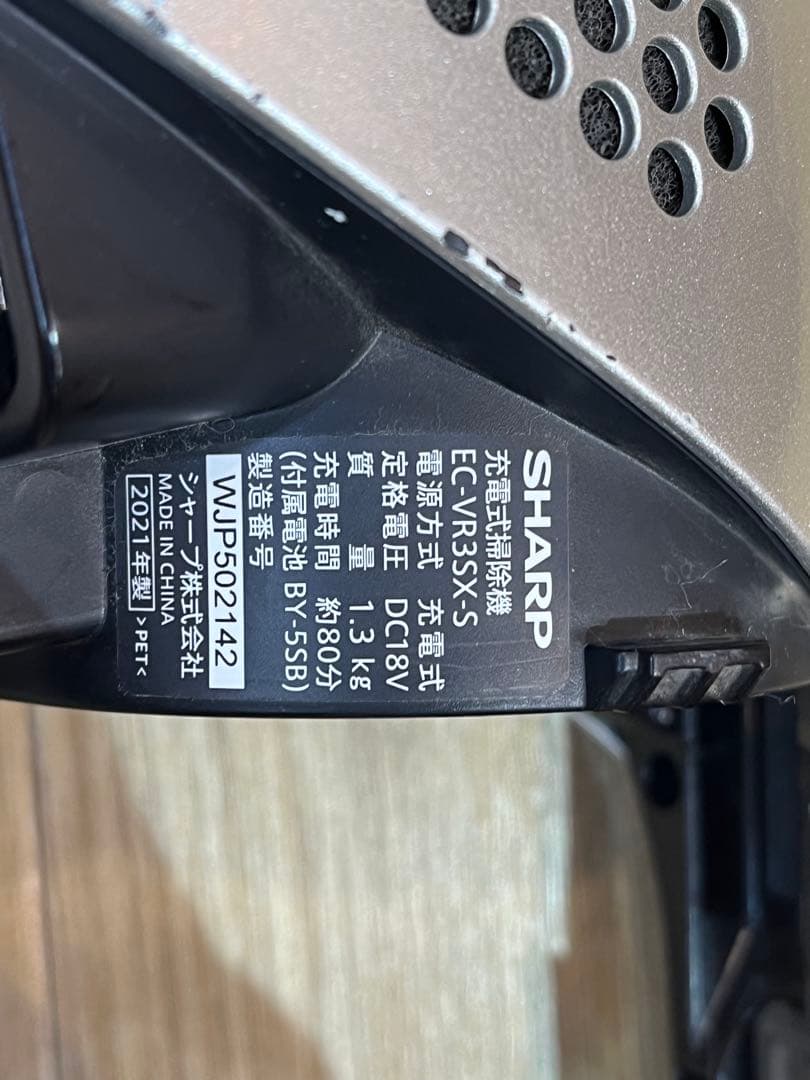 SHARP
充電式掃除機
EC-VR3SX-S
電源方式 充電式
定格電圧 DC18V
質量 1.3 kg
充電時間 約80分
(付属電池 BY-5SB)
製造番号
WJP502142
シャープ株式会社
MADE IN CHINA
2021年製 >PET<